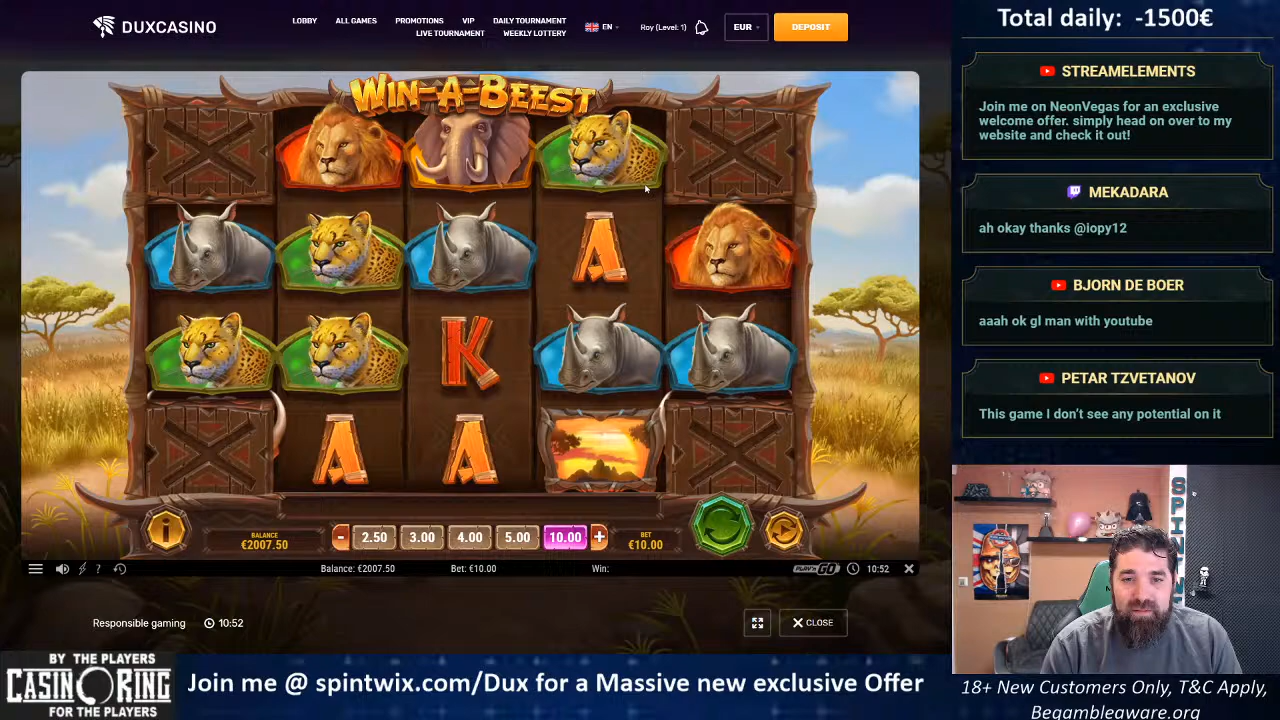 DUXCASINO
LOBBY
ALL GAMES
PROMOTIONS
VIP
DAILY TOURNAMENT
LIVE TOURNAMENT
WEEKLY LOTTERY
EN
Roy (Level: 1)
EUR
DEPOSIT
WIN-A-BEEST
A
K
A
A
BALANCE
€2007.50
-
2.50
3.00
4.00
5.00
10.00
+
BET
€10.00
?
Balance: €2007.50
Bet: €10.00
Win:
PLAY'N GO
10:52
Responsible gaming
10:52
CLOSE
BY THE PLAYERS
CASINO RING
FOR THE PLAYERS
Join me @ spintwix.com/Dux for a Massive new exclusive Offer
Total daily: -1500€
STREAMELEMENTS
Join me on NeonVegas for an exclusive
welcome offer. simply head on over to my
website and check it out!
MEKADARA
ah okay thanks @iopy12
BJORN DE BOER
aaah ok gl man with youtube
PETAR TZVETANOV
This game I don't see any potential on it
SPINT
18+ New Customers Only, T&C Apply,
Begambleaware.org